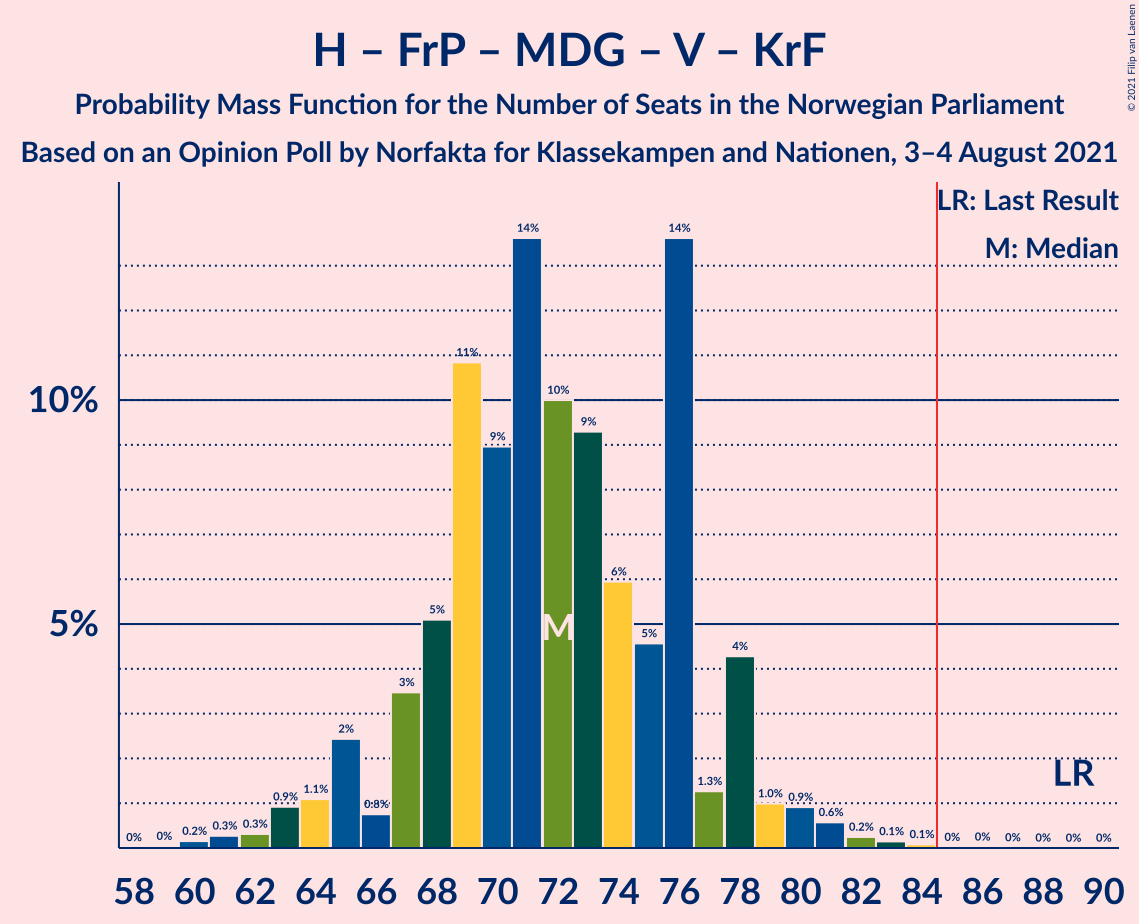 H – FrP – MDG – V – KrF
Probability Mass Function for the Number of Seats in the Norwegian Parliament
Based on an Opinion Poll by Norfakta for Klassekampen and Nationen, 3–4 August 2021
© 2021 Filip van Laenen
LR: Last Result
M: Median
10%
5%
0% 0% 0.2% 0.3% 0.3% 0.9% 1.1% 2% 0.8% 3% 5% 11% 9% 14% 10% 9% 6% 5% 14% 1.3% 4% 1.0% 0.9% 0.6% 0.2% 0.1% 0.1% 0% 0% 0% 0% 0% 0%
M
LR
58 60 62 64 66 68 70 72 74 76 78 80 82 84 86 88 90